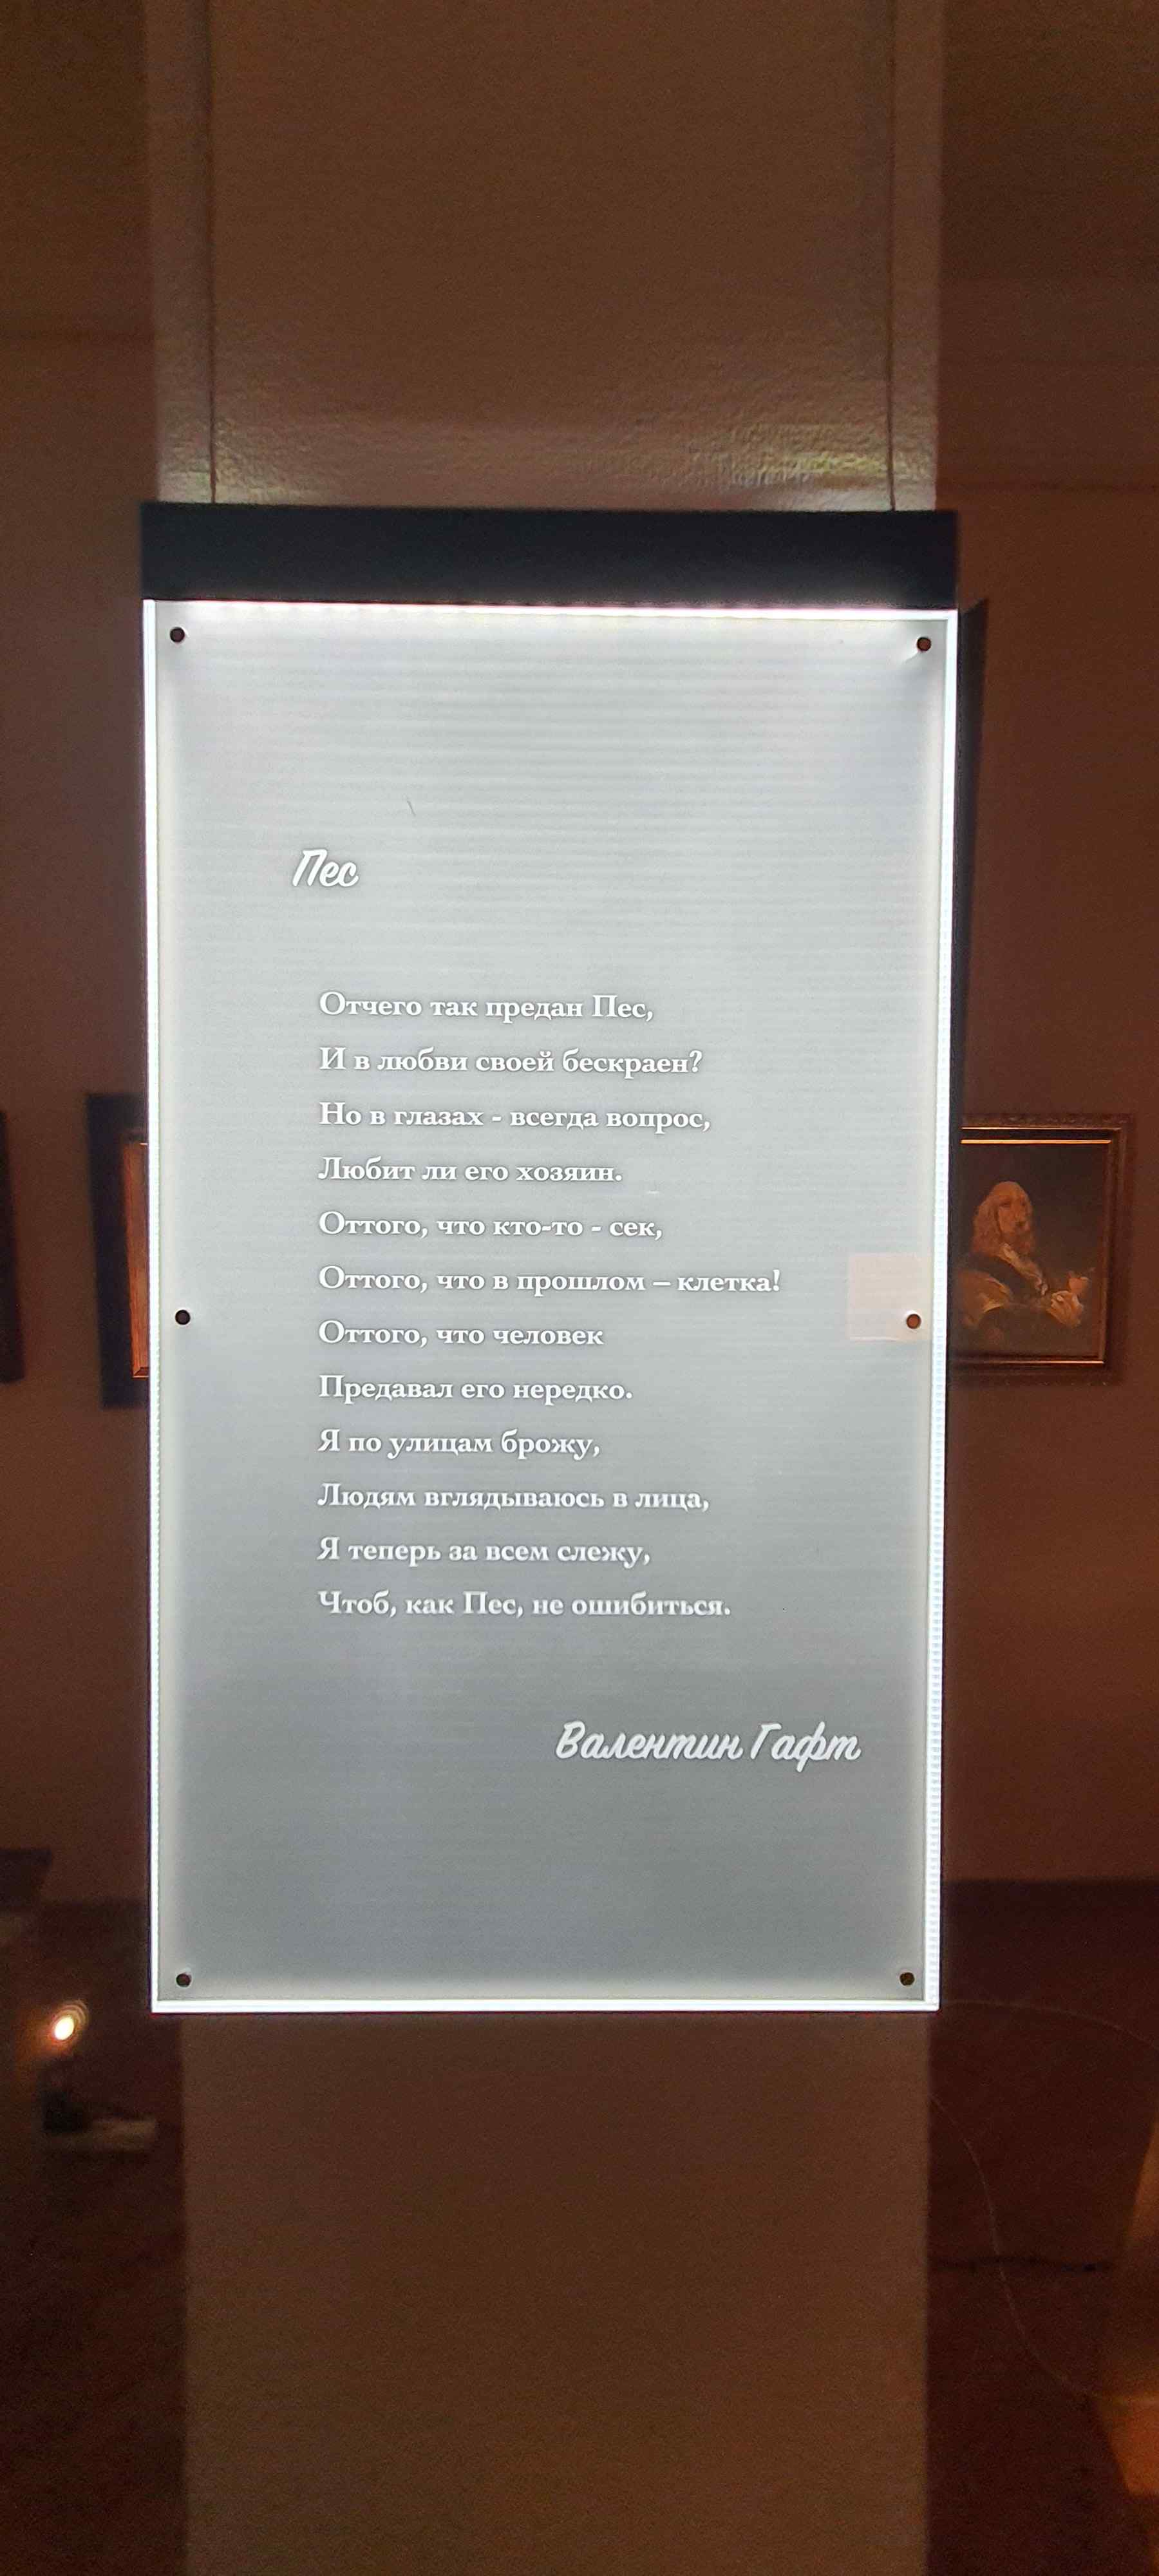 Пес
Отчего так предан Пес,
И в любви своей бескраен?
Но в глазах - всегда вопрос,
Любит ли его хозяин.
Оттого, что кто-то - сек,
Оттого, что в прошлом – клетка!
Оттого, что человек
Предавал его нередко.
Я по улицам брожу,
Людям вглядываюсь в лица,
Я теперь за всем слежу,
Чтоб, как Пес, не ошибиться.
Валентин Гафт